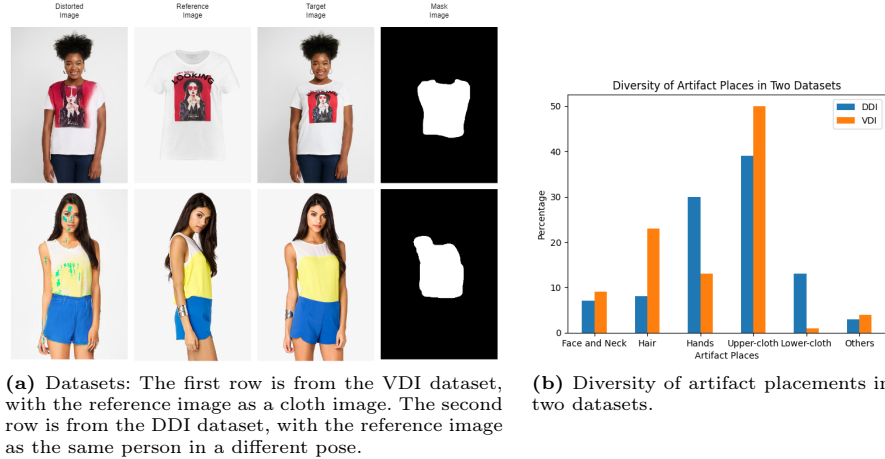 Distorted
Image
Reference
Image
Target
Image
Mask
Image
LOOKING
(a) Datasets: The first row is from the VDI dataset,
with the reference image as a cloth image. The second
row is from the DDI dataset, with the reference image
as the same person in a different pose.
Diversity of Artifact Places in Two Datasets
DDI
VDI
Percentage
50
40
30
20
10
0
Face and Neck Hair Hands Upper-cloth Lower-cloth Others
Artifact Places
(b) Diversity of artifact placements in
two datasets.